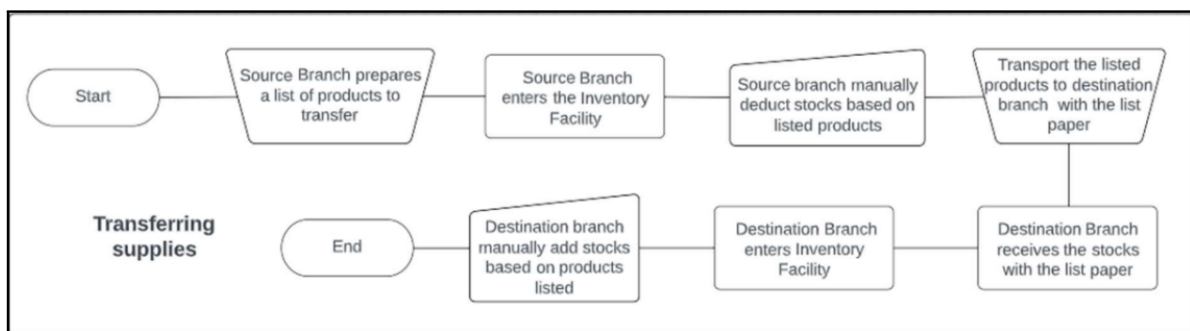 Start
Source Branch prepares
a list of products to
transfer
Source Branch
enters the Inventory
Facility
Source branch manually
deduct stocks based on
listed products
Transport the listed
products to destination
branch with the list
paper
Destination Branch
receives the stocks
with the list paper
Destination Branch
enters Inventory
Facility
Destination branch
manually add stocks
based on products
listed
End
Transferring
supplies